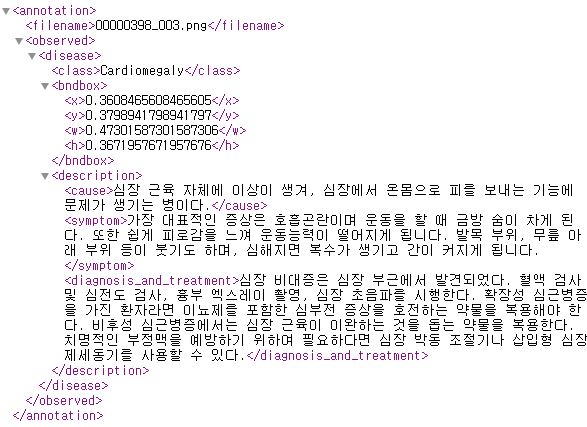 <annotation>
<filename>00000398_003.png</filename>
<observed>
<disease>
<class>Cardiomegaly</class>
<bndbox>
<x>0.3608465608465605</x>
<y>0.3798941798941797</y>
<w>0.47301587301587306</w>
<h>0.3671957671957676</h>
</bndbox>
<description>
<cause>심장 근육 자체에 이상이 생겨, 심장에서 온몸으로 피를 보내는 기능에
문제가 생기는 병이다.</cause>
<symptom>가장 대표적인 증상은 호흡곤란이며 운동을 할 때 금방 숨이 차게 된
다. 또한 쉽게 피로감을 느껴 운동능력이 떨어지게 됩니다. 발목 부위, 무릎 아
래 부위 등이 붓기도 하며, 심해지면 복수가 생기고 간이 커지게 됩니다.
</symptom>
<diagnosis_and_treatment>심장 비대증은 심장 부근에서 발견되었다. 혈액 검사
및 심전도 검사, 흉부 엑스레이 촬영, 심장 초음파를 시행한다. 확장성 심근병증
을 가진 환자라면 이뇨제를 포함한 심부전 증상을 호전하는 약물을 복용해야 한
다. 비후성 심근병증에서는 심장 근육이 이완하는 것을 돕는 약물을 복용한다.
치명적인 부정맥을 예방하기 위하여 필요하다면 심장 박동 조절기나 삽입형 심장
제세동기를 사용할 수 있다.</diagnosis_and_treatment>
</description>
</disease>
</observed>
</annotation>